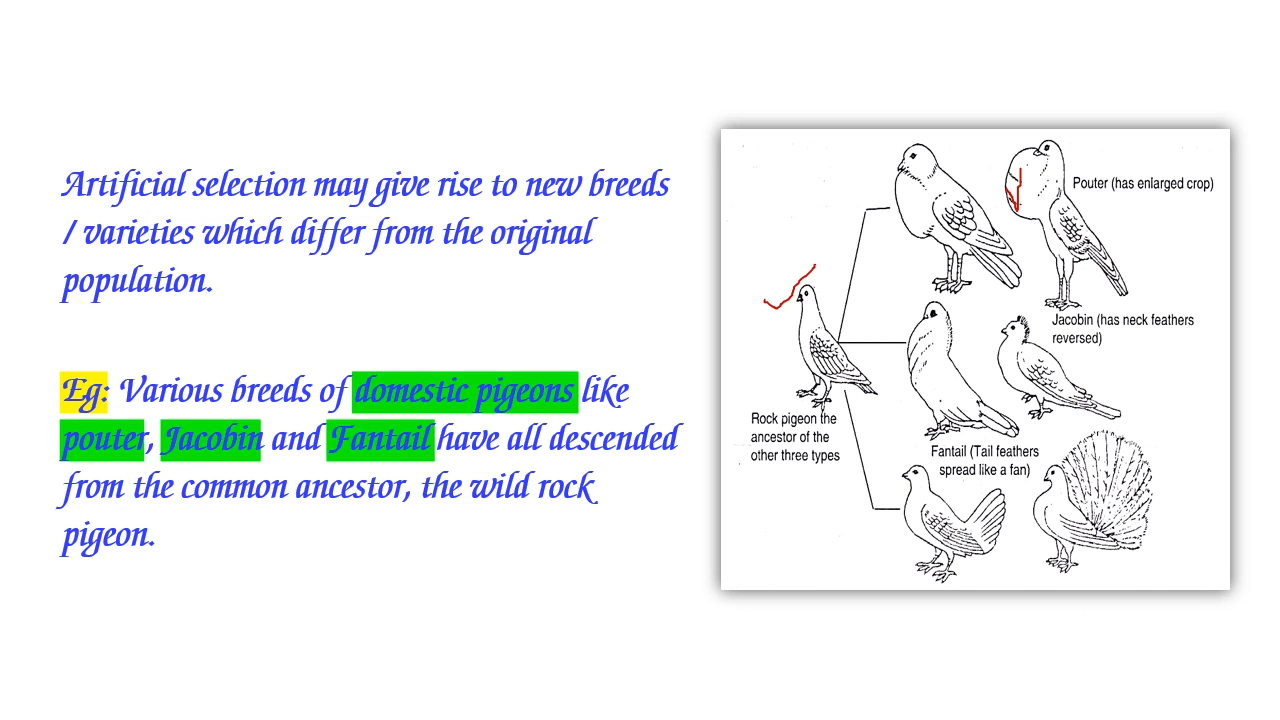 Artificial selection may give rise to new breeds
/ varieties which differ from the original
population.
Eg: Various breeds of domestic pigeons like
pouter, Jacobin and Fantail have all descended
from the common ancestor, the wild rock
pigeon.
Pouter (has enlarged crop)
Jacobin (has neck feathers
reversed)
Rock pigeon the
ancestor of the
other three types
Fantail (Tail feathers
spread like a fan)